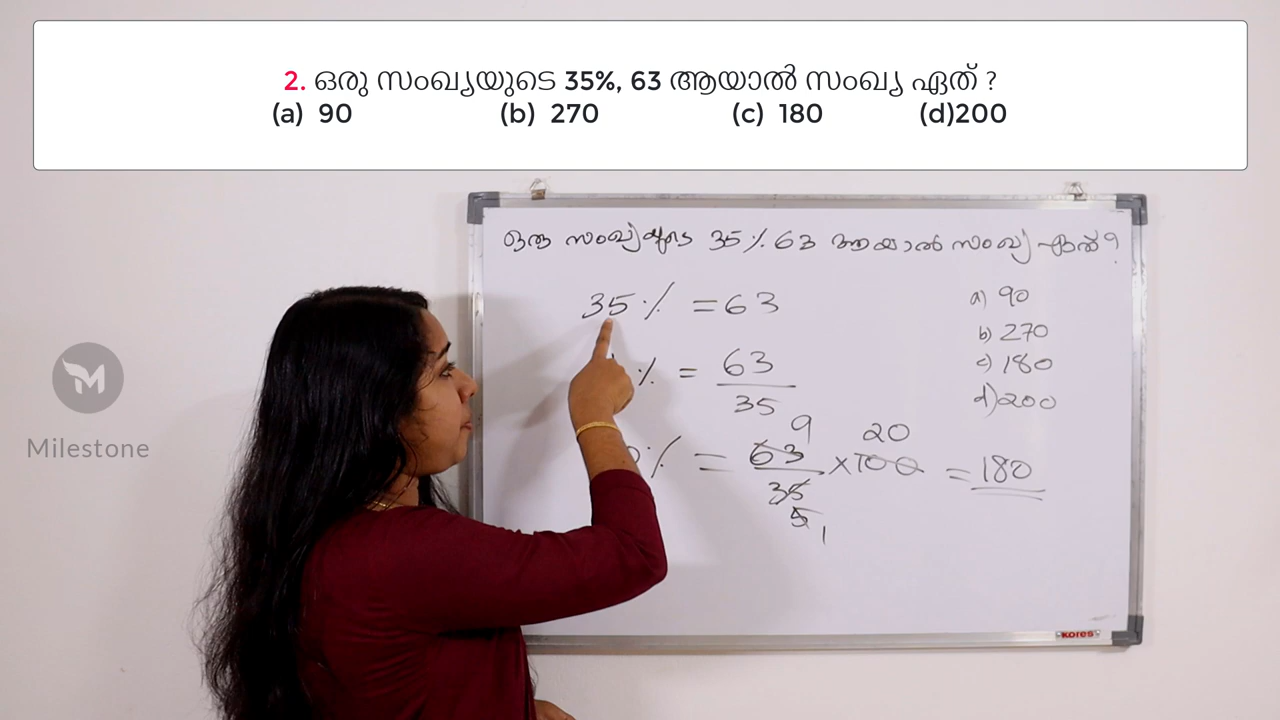 2. ഒരു സംഖ്യയുടെ 35%, 63 ആയാൽ സംഖ്യ ഏത് ?
(a) 90 (b) 270 (c) 180 (d)200
ഒരു സംഖ്യയുടെ 35% 63 ആയാൽ സംഖ്യ ഏത് ?
35% = 63
a) 90
b) 270
c) 180
d) 200
% = 63/35
% = 63/35 × 100 = 180
9 20
5 1
Milestone
KORES